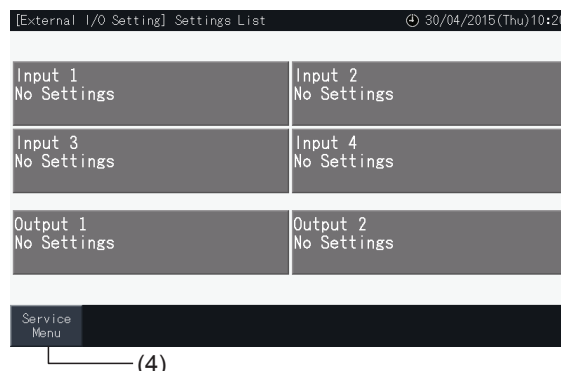 [External I/O Setting] Settings List 30/04/2015(Thu)10:20
Input 1 Input 2
No Settings No Settings
Input 3 Input 4
No Settings No Settings
Output 1 Output 2
No Settings No Settings
Service
Menu
(4)